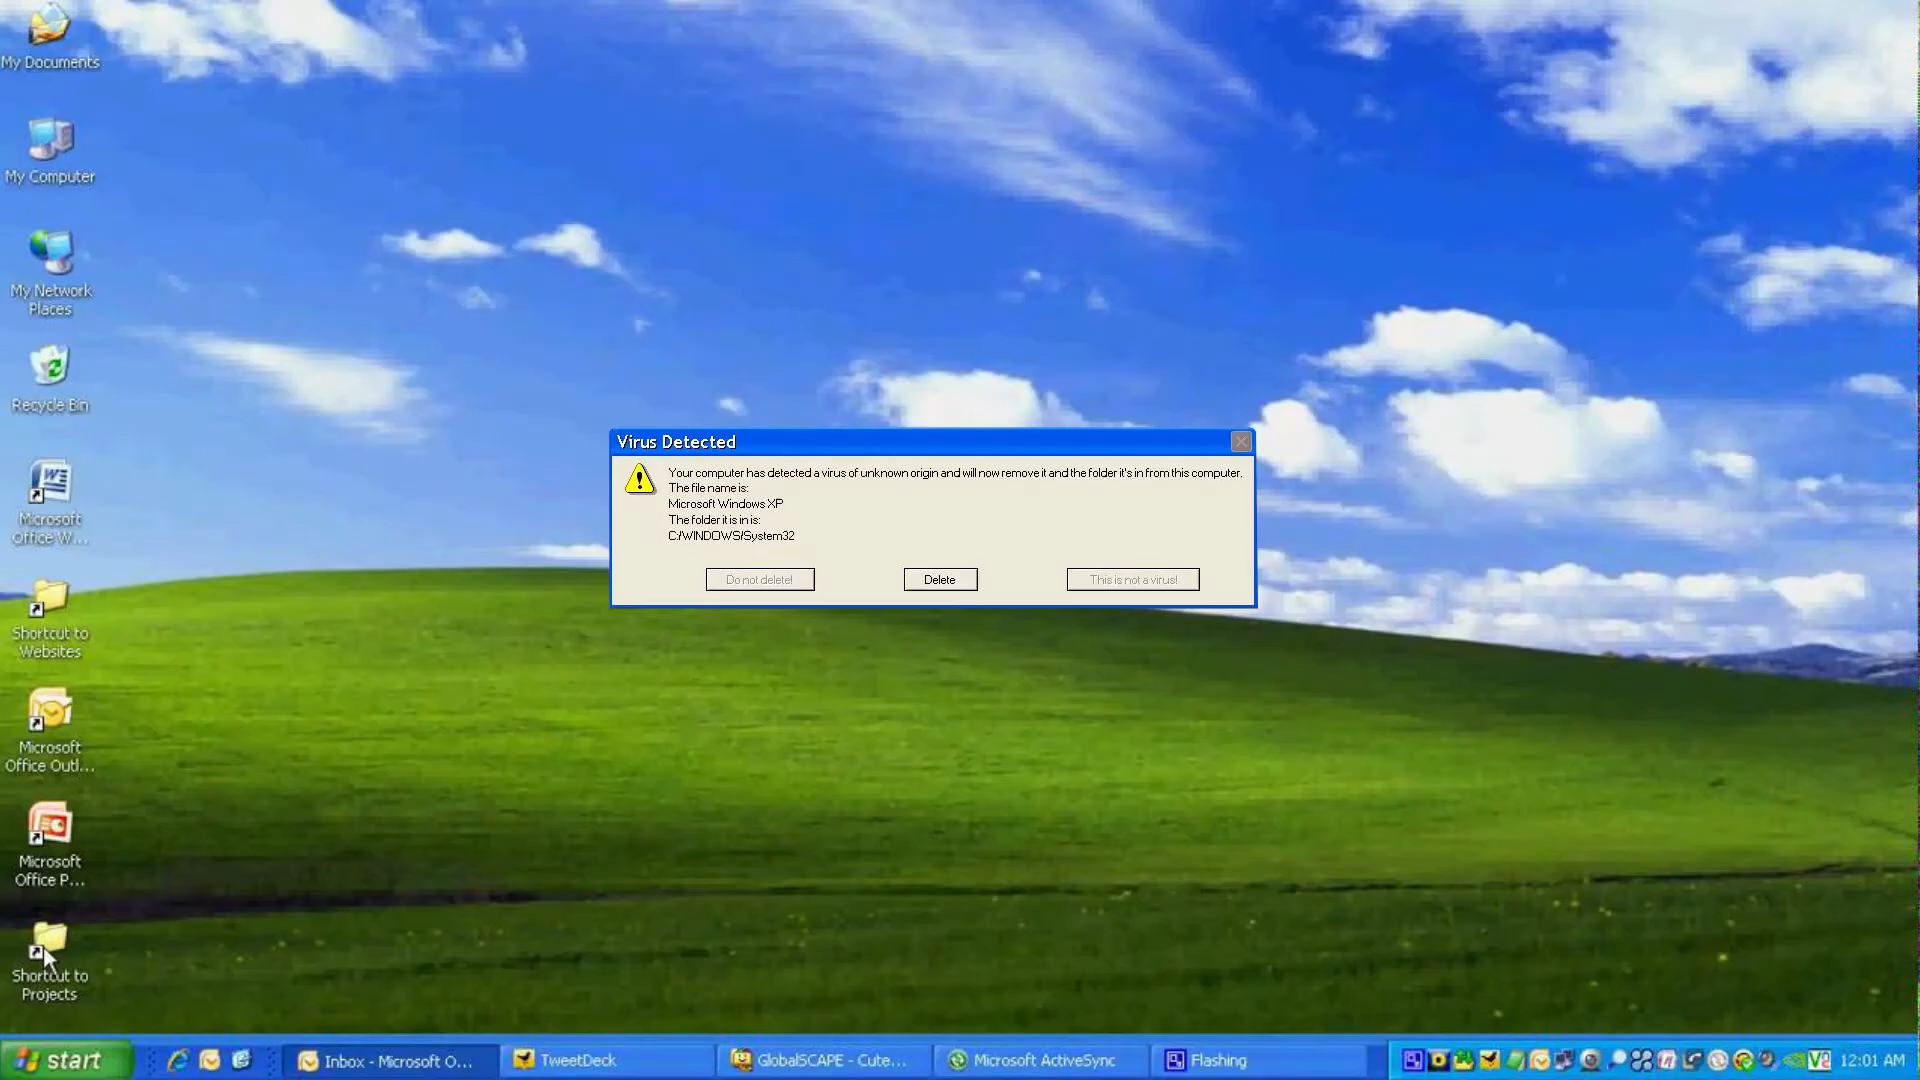 My Documents
My Computer
My Network
Places
Recycle Bin
Microsoft
Office W...
Shortcut to
Websites
Microsoft
Office Outl...
Microsoft
Office P...
Shortcut to
Projects
Virus Detected
Your computer has detected a virus of unknown origin and will now remove it and the folder it's in from this computer.
The file name is:
Microsoft Windows XP
The folder it is in is:
C:/WINDOWS/System32
Do not delete!
Delete
This is not a virus!
start
Inbox - Microsoft O...
TweetDeck
GlobalSCAPE - Cute...
Microsoft ActiveSync
Flashing
12:01 AM